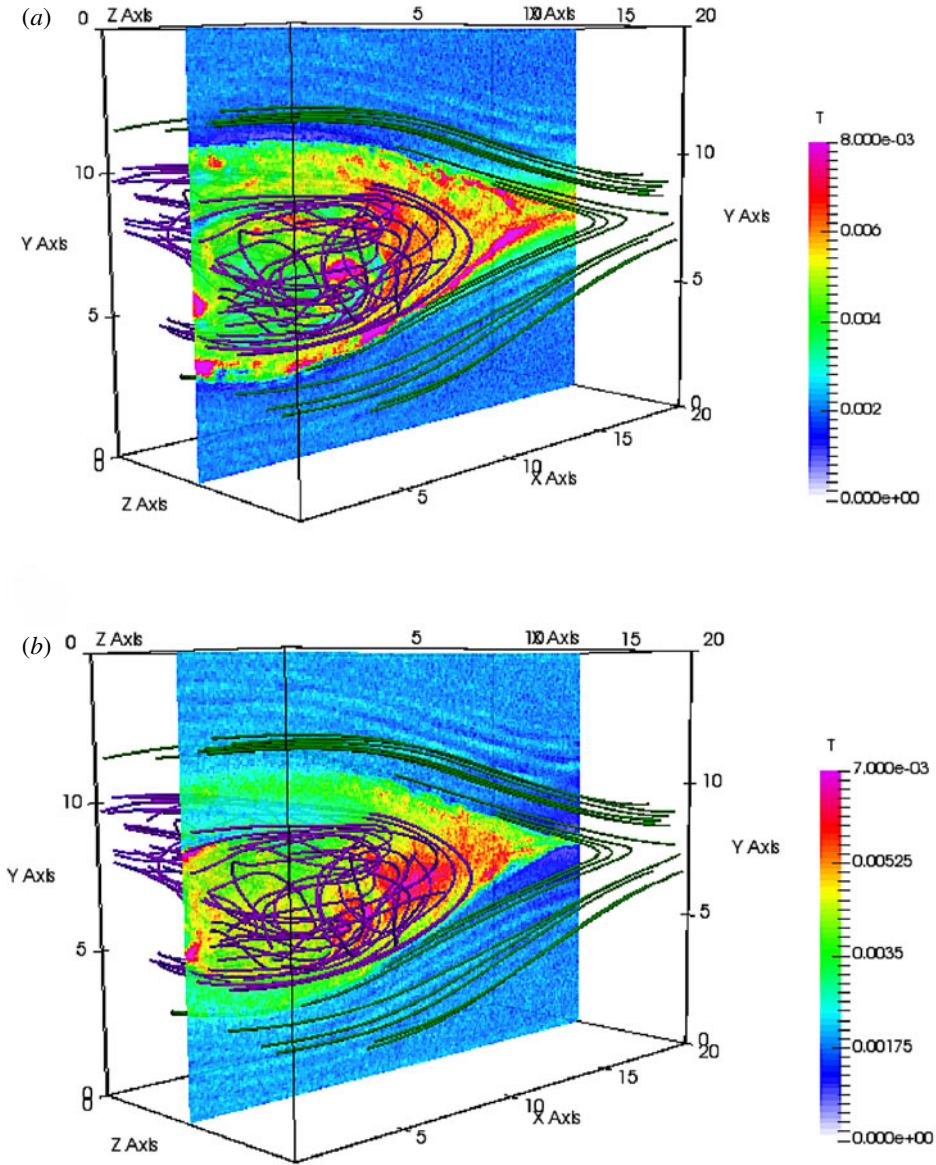 (a)
0 Z Axis 5 10 X Axis 15 20
T
8.000e-03
10 10
0.006
Y Axis Y Axis
0.004
5 5
0.002
0 0 0 20
15
10
Z Axis X Axis
5
0.000e+00
(b)
0 Z Axis 5 10 X Axis 15 20
T
7.000e-03
10 10
0.00525
Y Axis Y Axis
5 5
0.0035
0.00175
0 0 0 20
15
10
X Axis
5
Z Axis
0.000e+00